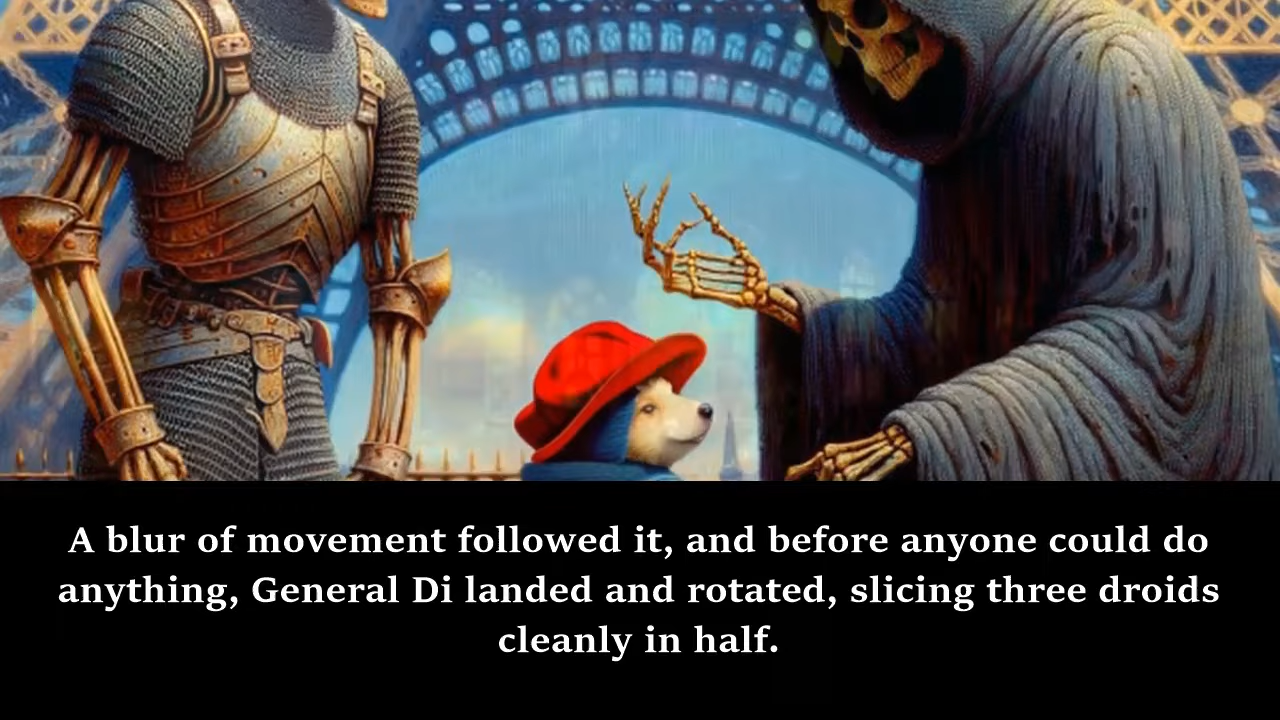 A blur of movement followed it, and before anyone could do
anything, General Di landed and rotated, slicing three droids
cleanly in half.